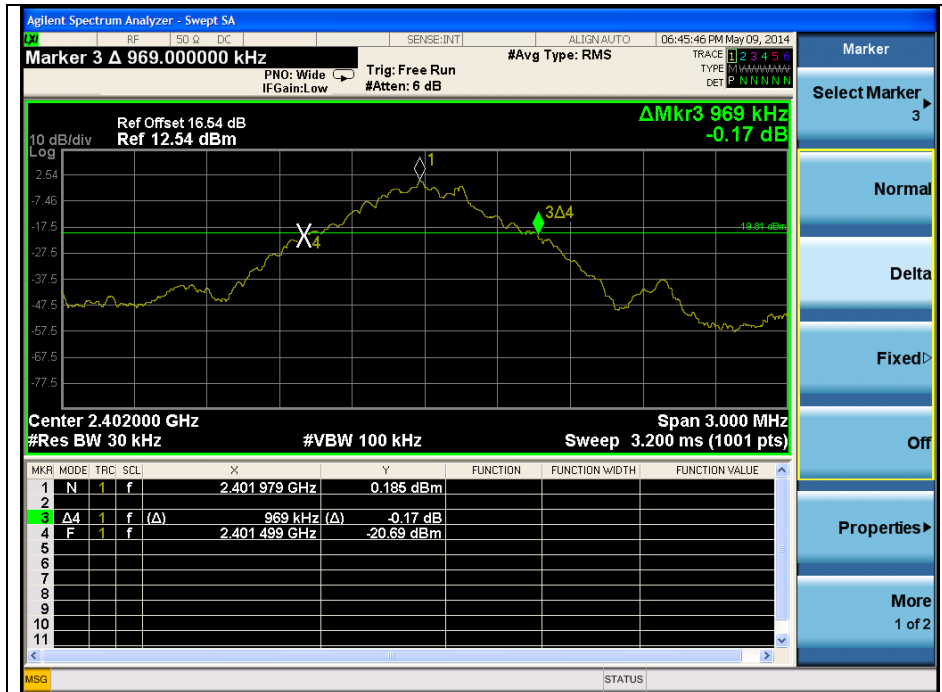 Agilent Spectrum Analyzer - Swept SA
LXI RF 50 Ω DC SENSE:INT ALIGN AUTO 06:45:46 PM May 09, 2014
Marker 3 Δ 969.000000 kHz
PNO: Wide
IFGain:Low
Trig: Free Run
#Atten: 6 dB
#Avg Type: RMS
TRACE 1 2 3 4 5 6
TYPE M
DET P N N N N N
Marker
Select Marker
3
Normal
Delta
Fixed
Off
Properties
More
1 of 2
ΔMkr3 969 kHz
-0.17 dB
10 dB/div
Log
Ref Offset 16.54 dB
Ref 12.54 dBm
2.54
-7.46
-17.5
-27.5
-37.5
-47.5
-57.5
-67.5
-77.5
1
3Δ4
4
-19.81 dBm
Center 2.402000 GHz Span 3.000 MHz
#Res BW 30 kHz #VBW 100 kHz Sweep 3.200 ms (1001 pts)
MKR MODE TRC SCL X Y FUNCTION FUNCTION WIDTH FUNCTION VALUE
1 N 1 f 2.401 979 GHz 0.185 dBm
2
3 Δ4 1 f (Δ) 969 kHz (Δ) -0.17 dB
4 F 1 f 2.401 499 GHz -20.69 dBm
5
6
7
8
9
10
11
MSG STATUS